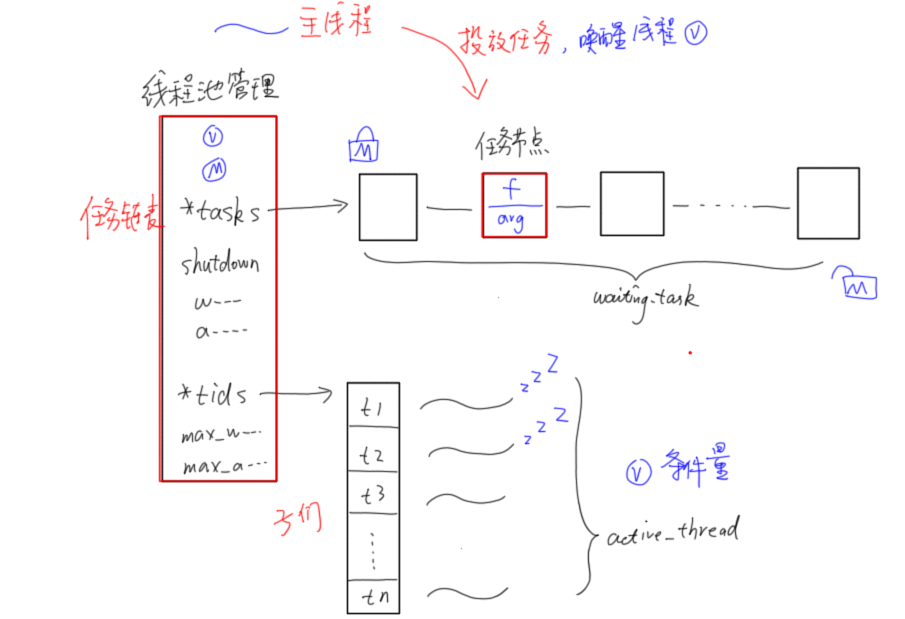 主线程
投放任务，唤醒线程 V
线程池管理
V
M
任务链表
*tasks
shutdown
w----
a----
*tids
max_w---
max_a---
M
任务节点
f
arg
waiting-task
M
t1
t2
t3
tn
z z Z
z z Z
子们
V 条件量
active_thread